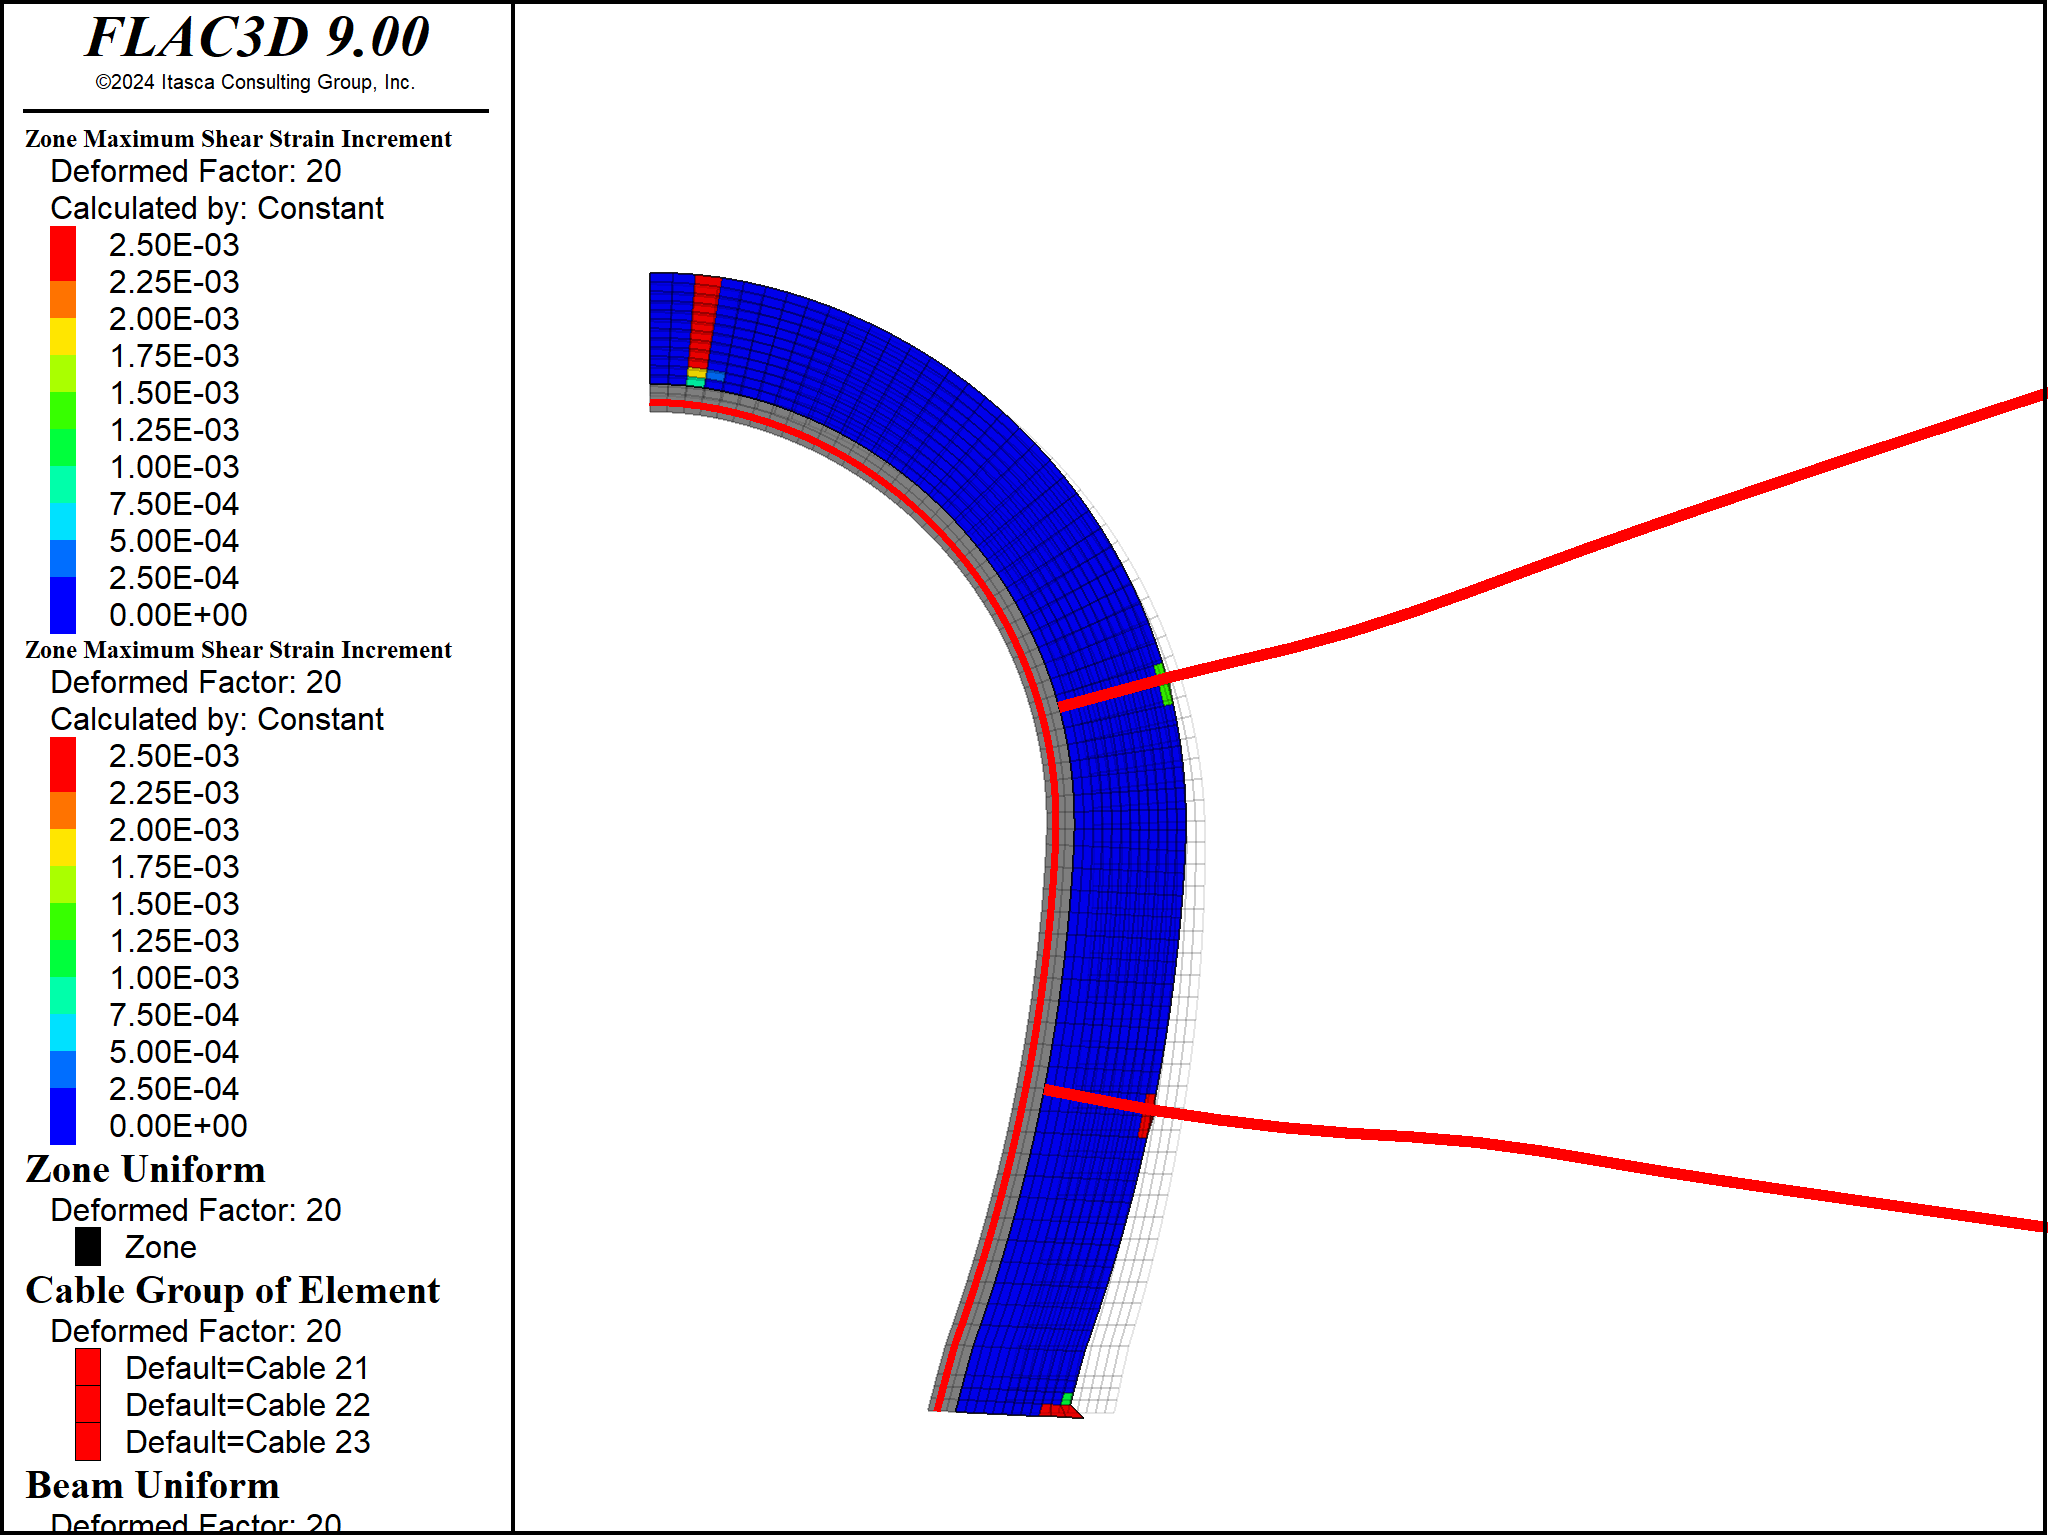 FLAC3D 9.00
©2024 Itasca Consulting Group, Inc.
Zone Maximum Shear Strain Increment
Deformed Factor: 20
Calculated by: Constant
2.50E-03
2.25E-03
2.00E-03
1.75E-03
1.50E-03
1.25E-03
1.00E-03
7.50E-04
5.00E-04
2.50E-04
0.00E+00
Zone Maximum Shear Strain Increment
Deformed Factor: 20
Calculated by: Constant
2.50E-03
2.25E-03
2.00E-03
1.75E-03
1.50E-03
1.25E-03
1.00E-03
7.50E-04
5.00E-04
2.50E-04
0.00E+00
Zone Uniform
Deformed Factor: 20
Zone
Cable Group of Element
Deformed Factor: 20
Default=Cable 21
Default=Cable 22
Default=Cable 23
Beam Uniform
Deformed Factor: 20